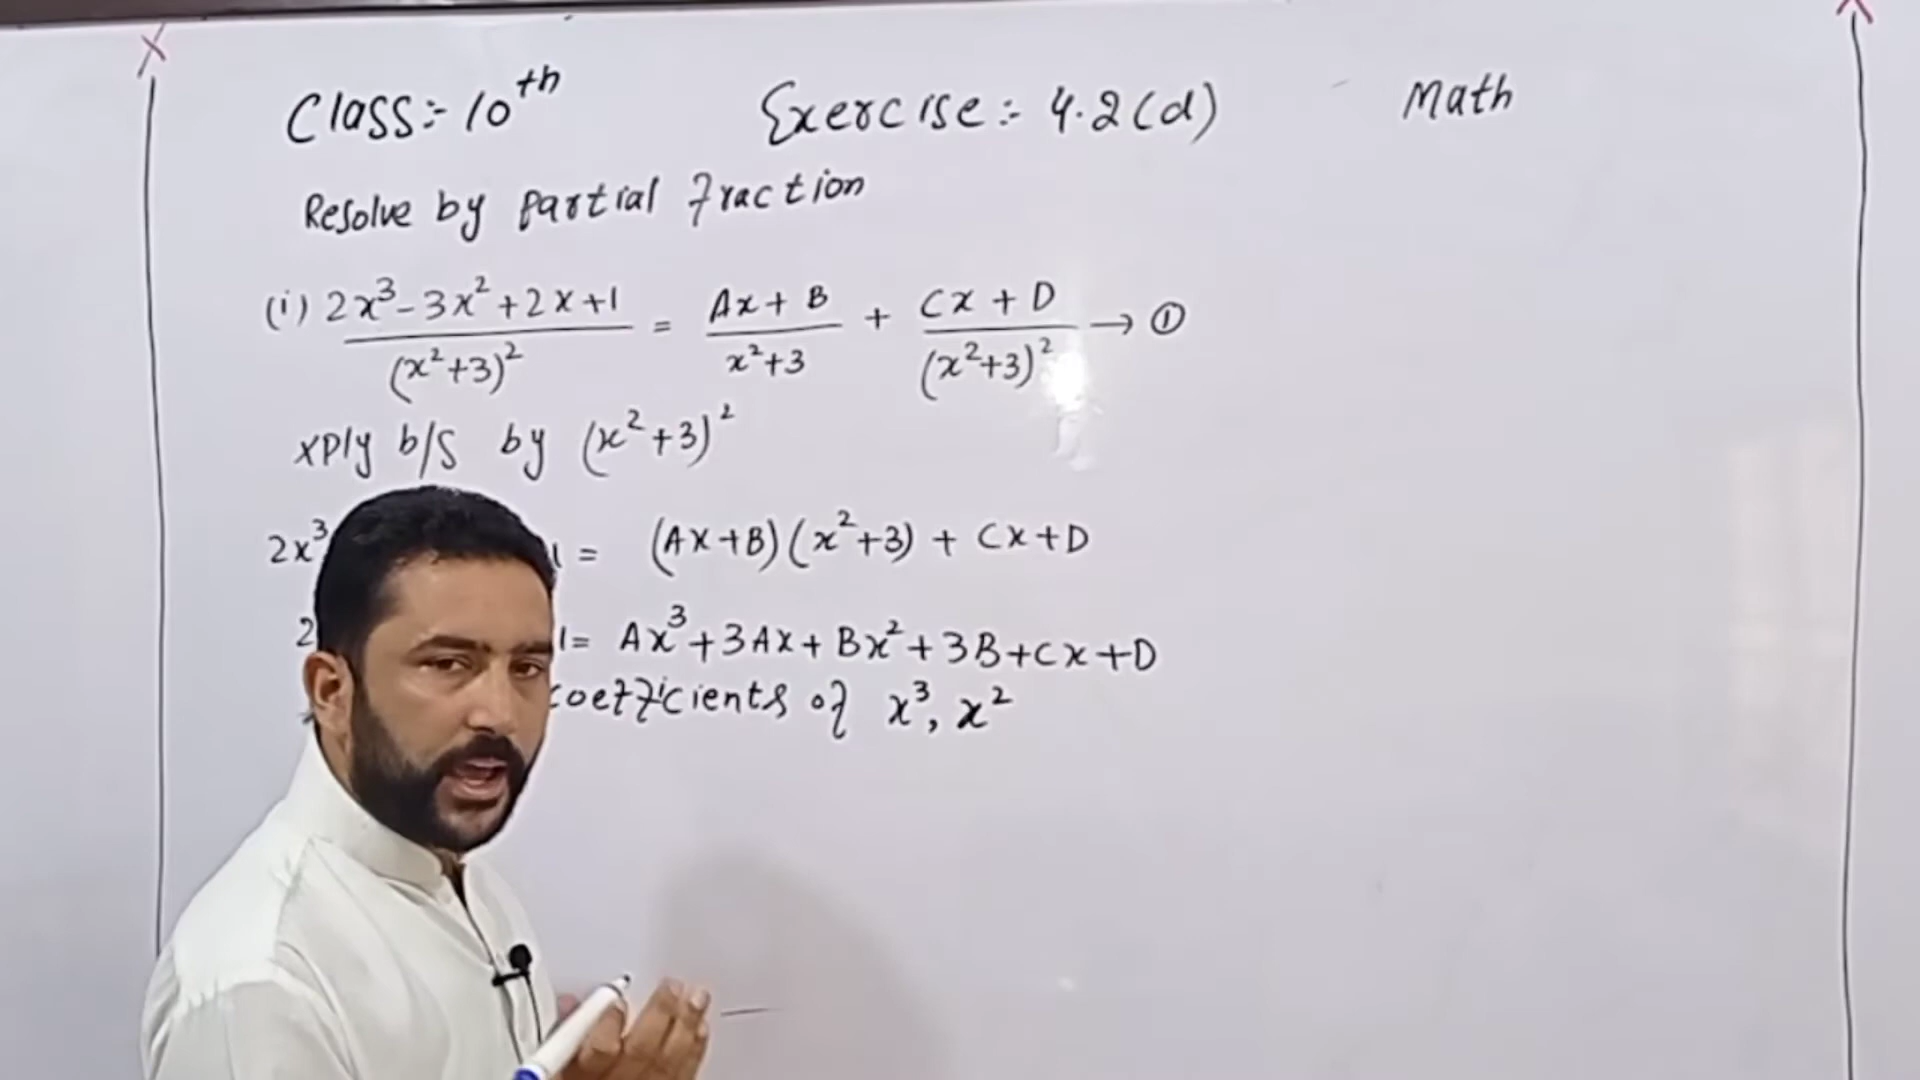 Class:- 10th Exercise:- 4.2(d) Math
Resolve by Partial Fraction
(i) 2x³-3x²+2x+1 / (x²+3)² = Ax+B / x²+3 + Cx+D / (x²+3)² → ①
xply b/s by (x²+3)²
2x³ 1 = (Ax+B)(x²+3) + Cx+D
2 1 = Ax³+3Ax+Bx²+3B+Cx+D
coefficients of x³, x²